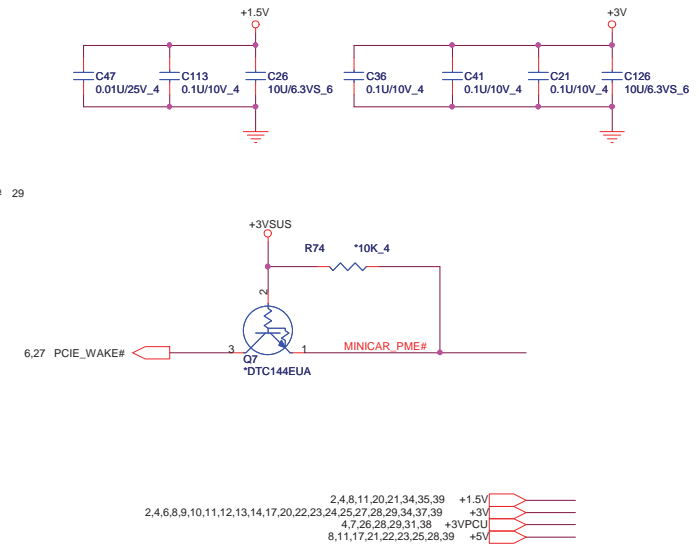 +1.5V +3V
C47 C113 C26 C36 C41 C21 C126
0.01U/25V_4 0.1U/10V_4 10U/6.3VS_6 0.1U/10V_4 0.1U/10V_4 0.1U/10V_4 10U/6.3VS_6
# 29
+3VSUS
R74 *10K_4
2
6,27 PCIE_WAKE# 3 1 MINICAR_PME#
Q7
*DTC144EUA
2,4,8,11,20,21,34,35,39 +1.5V
2,4,6,8,9,10,11,12,13,14,17,20,22,23,24,25,27,28,29,34,37,39 +3V
4,7,26,28,29,31,38 +3VPCU
8,11,17,21,22,23,25,28,39 +5V